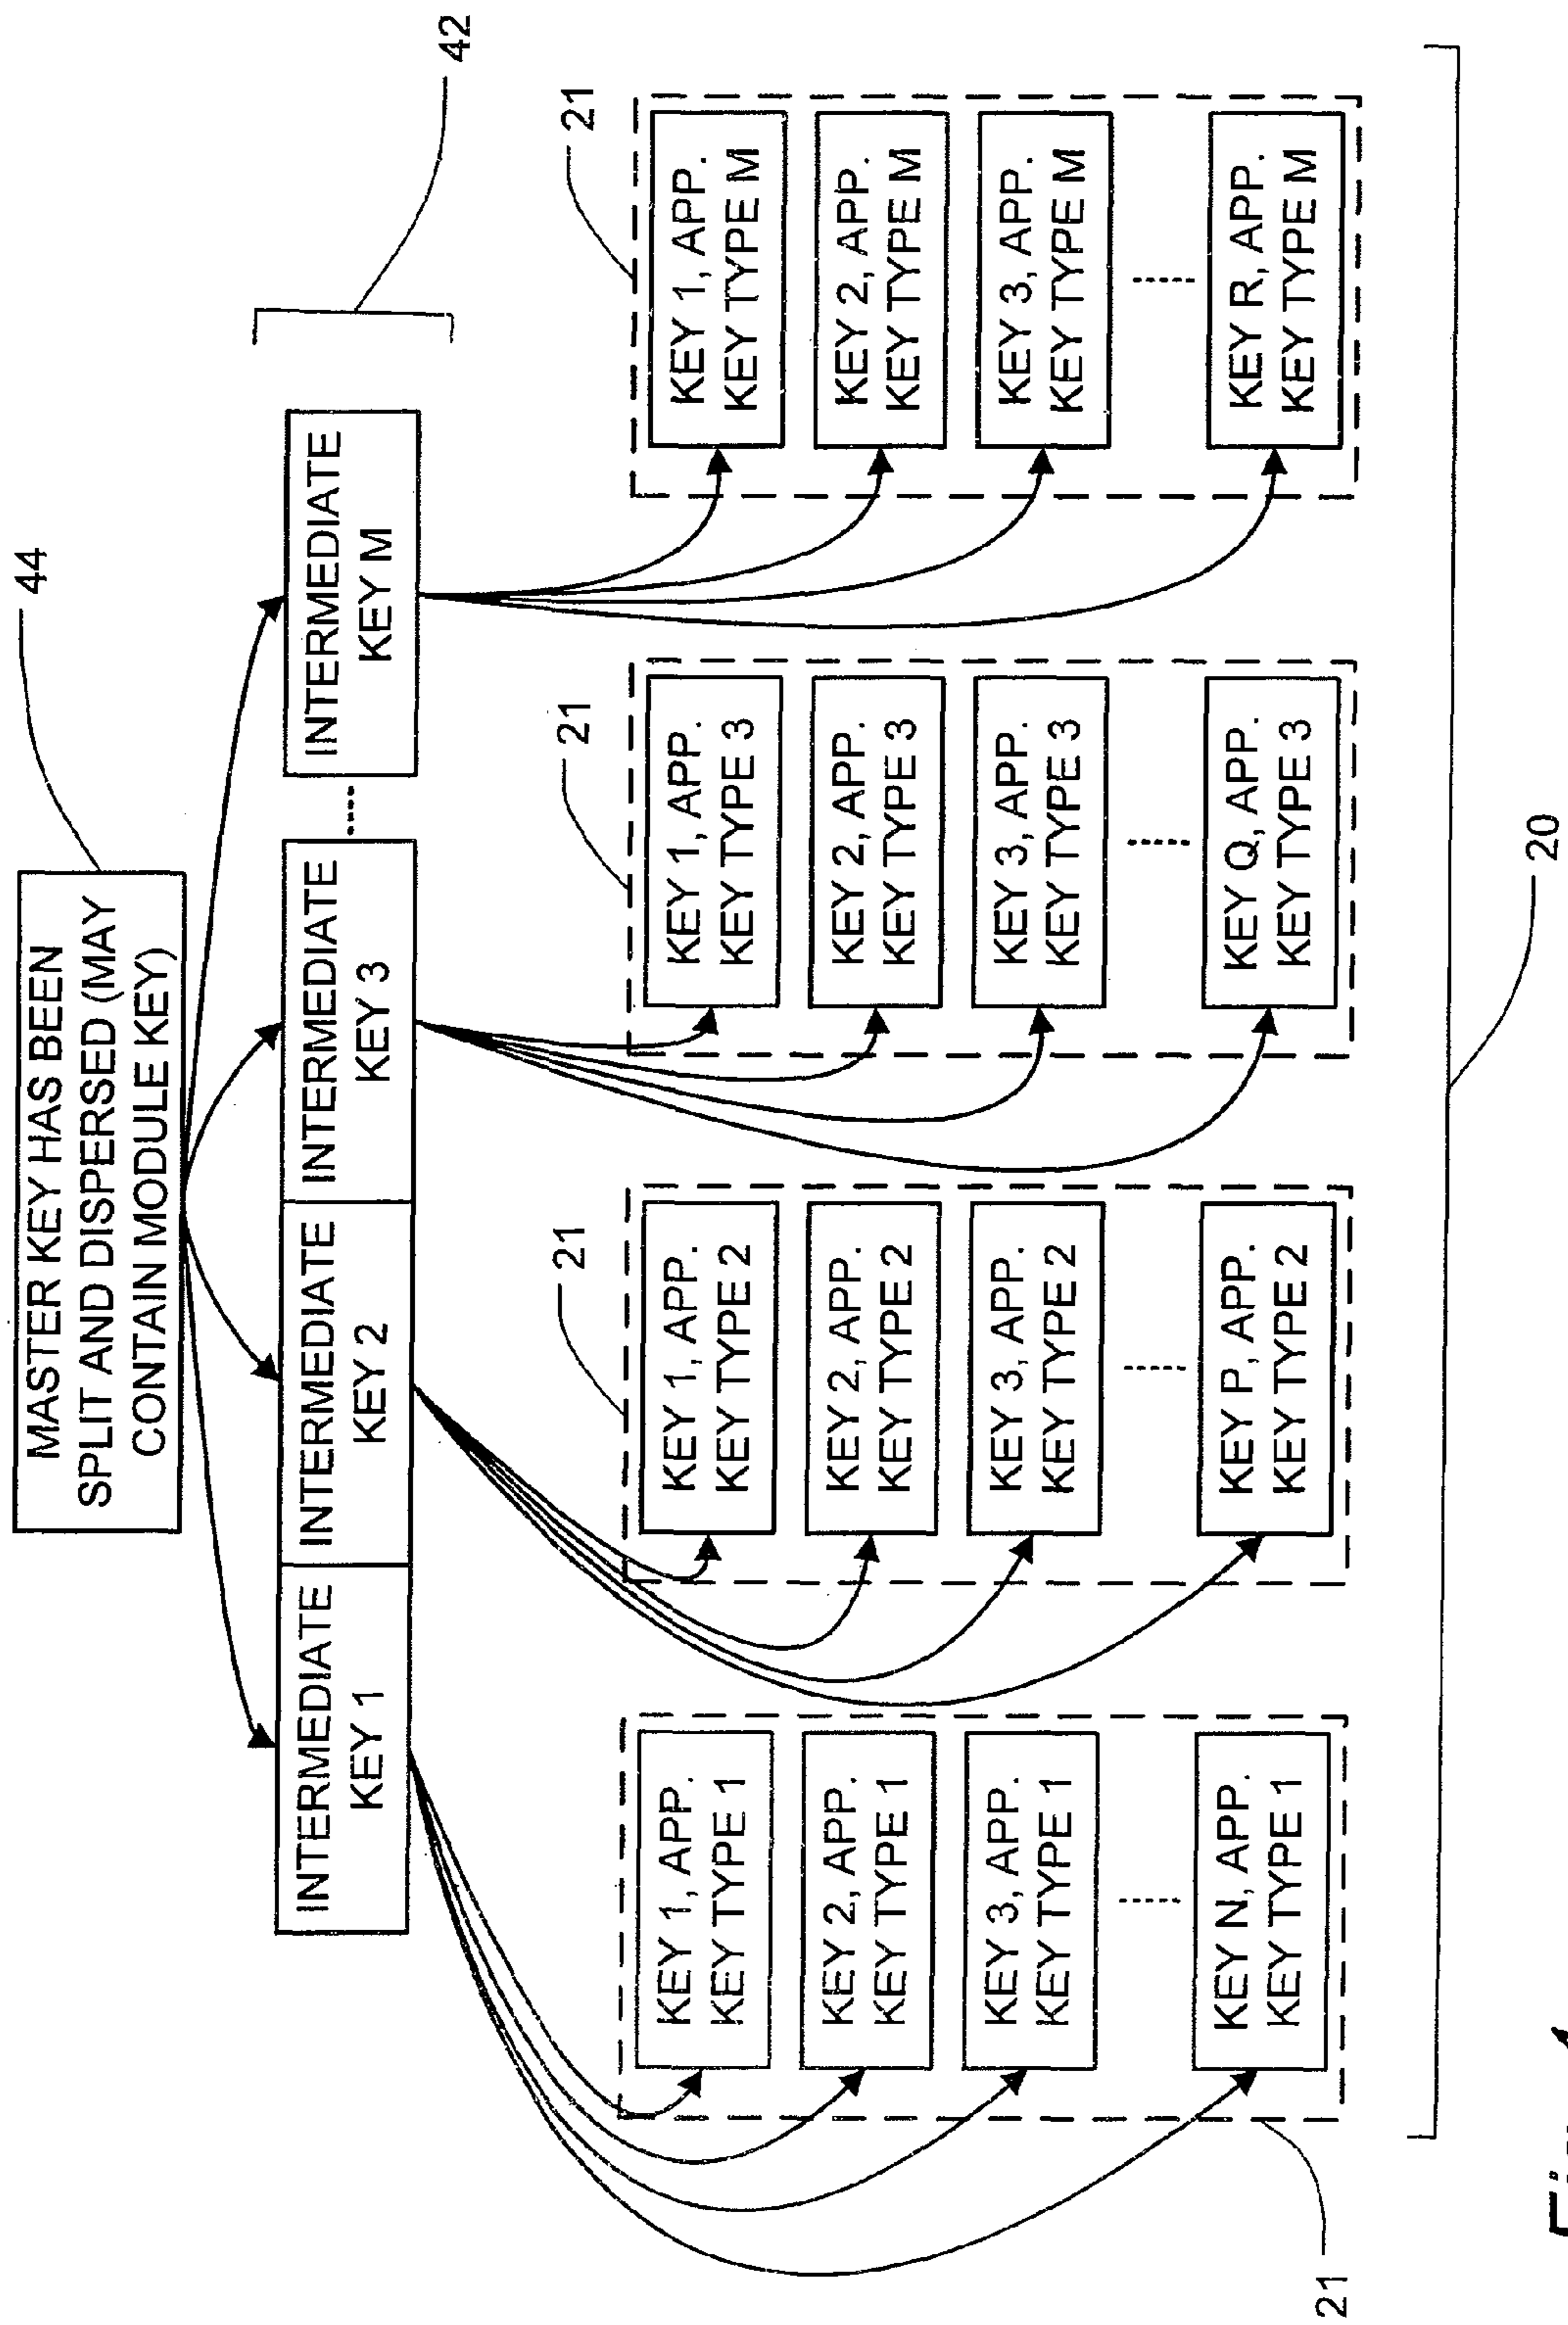 44
MASTER KEY HAS BEEN
SPLIT AND DISPERSED (MAY
CONTAIN MODULE KEY)
42
INTERMEDIATE
KEY 1
INTERMEDIATE
KEY 2
INTERMEDIATE
KEY 3
INTERMEDIATE
KEY M
21
KEY 1, APP.
KEY TYPE 1
KEY 2, APP.
KEY TYPE 1
KEY 3, APP.
KEY TYPE 1
KEY N, APP.
KEY TYPE 1
21
KEY 1, APP.
KEY TYPE 2
KEY 2, APP.
KEY TYPE 2
KEY 3, APP.
KEY TYPE 2
KEY P, APP.
KEY TYPE 2
21
KEY 1, APP.
KEY TYPE 3
KEY 2, APP.
KEY TYPE 3
KEY 3, APP.
KEY TYPE 3
KEY Q, APP.
KEY TYPE 3
21
KEY 1, APP.
KEY TYPE M
KEY 2, APP.
KEY TYPE M
KEY 3, APP.
KEY TYPE M
KEY R, APP.
KEY TYPE M
20